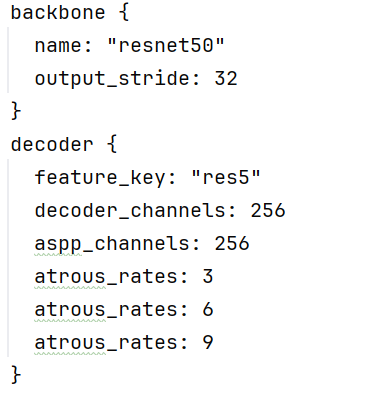 backbone {
  name: "resnet50"
  output_stride: 32
}
decoder {
  feature_key: "res5"
  decoder_channels: 256
  aspp_channels: 256
  atrous_rates: 3
  atrous_rates: 6
  atrous_rates: 9
}